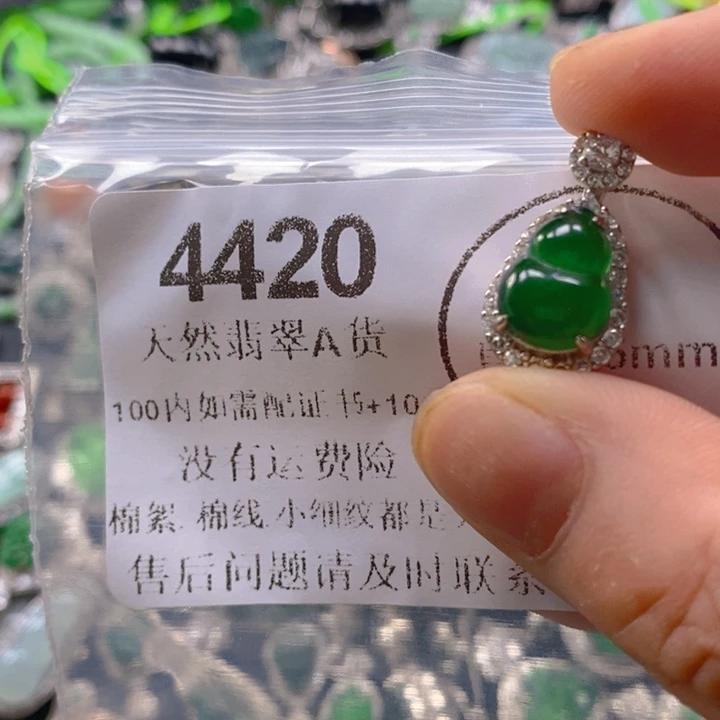 4420
天然翡翠A货
100内如需配证书+10
mm
没有运费险
棉絮.棉线.小细纹都是
售后问题请及时联系